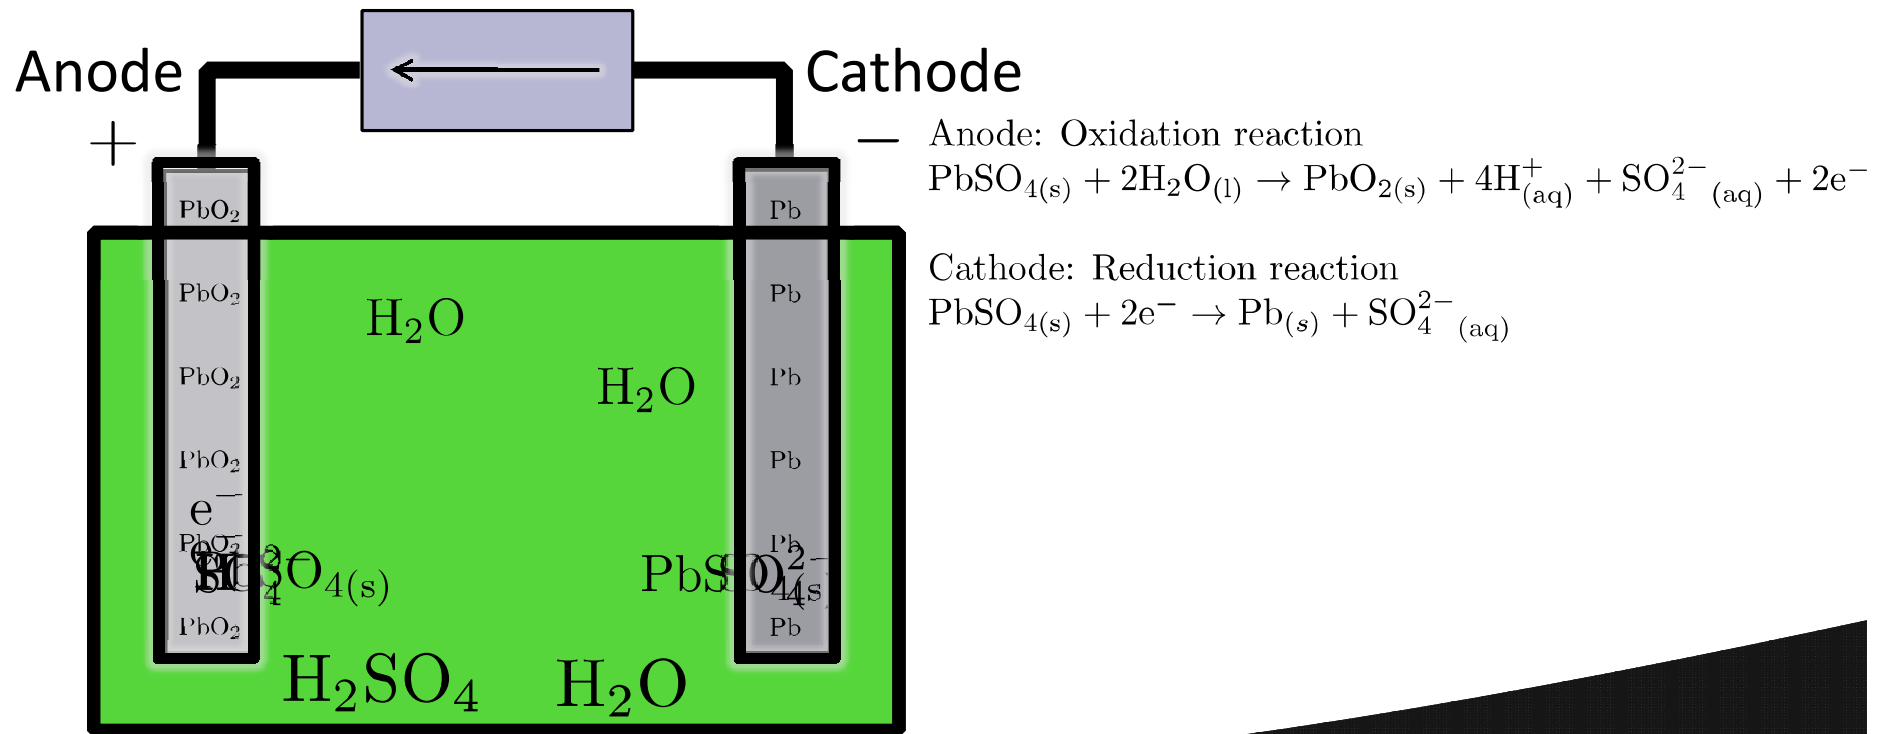 Anode
Cathode
+
−
Anode: Oxidation reaction
PbSO₄(s) + 2H₂O(l) → PbO₂(s) + 4H⁺(aq) + SO₄²⁻(aq) + 2e⁻
Cathode: Reduction reaction
PbSO₄(s) + 2e⁻ → Pb(s) + SO₄²⁻(aq)
PbO₂
Pb
PbO₂
Pb
H₂O
PbO₂
Pb
H₂O
PbO₂
Pb
e⁻
PbO₂
Pb
PbSO₄(s)
PbO₂
Pb
H₂SO₄
H₂O